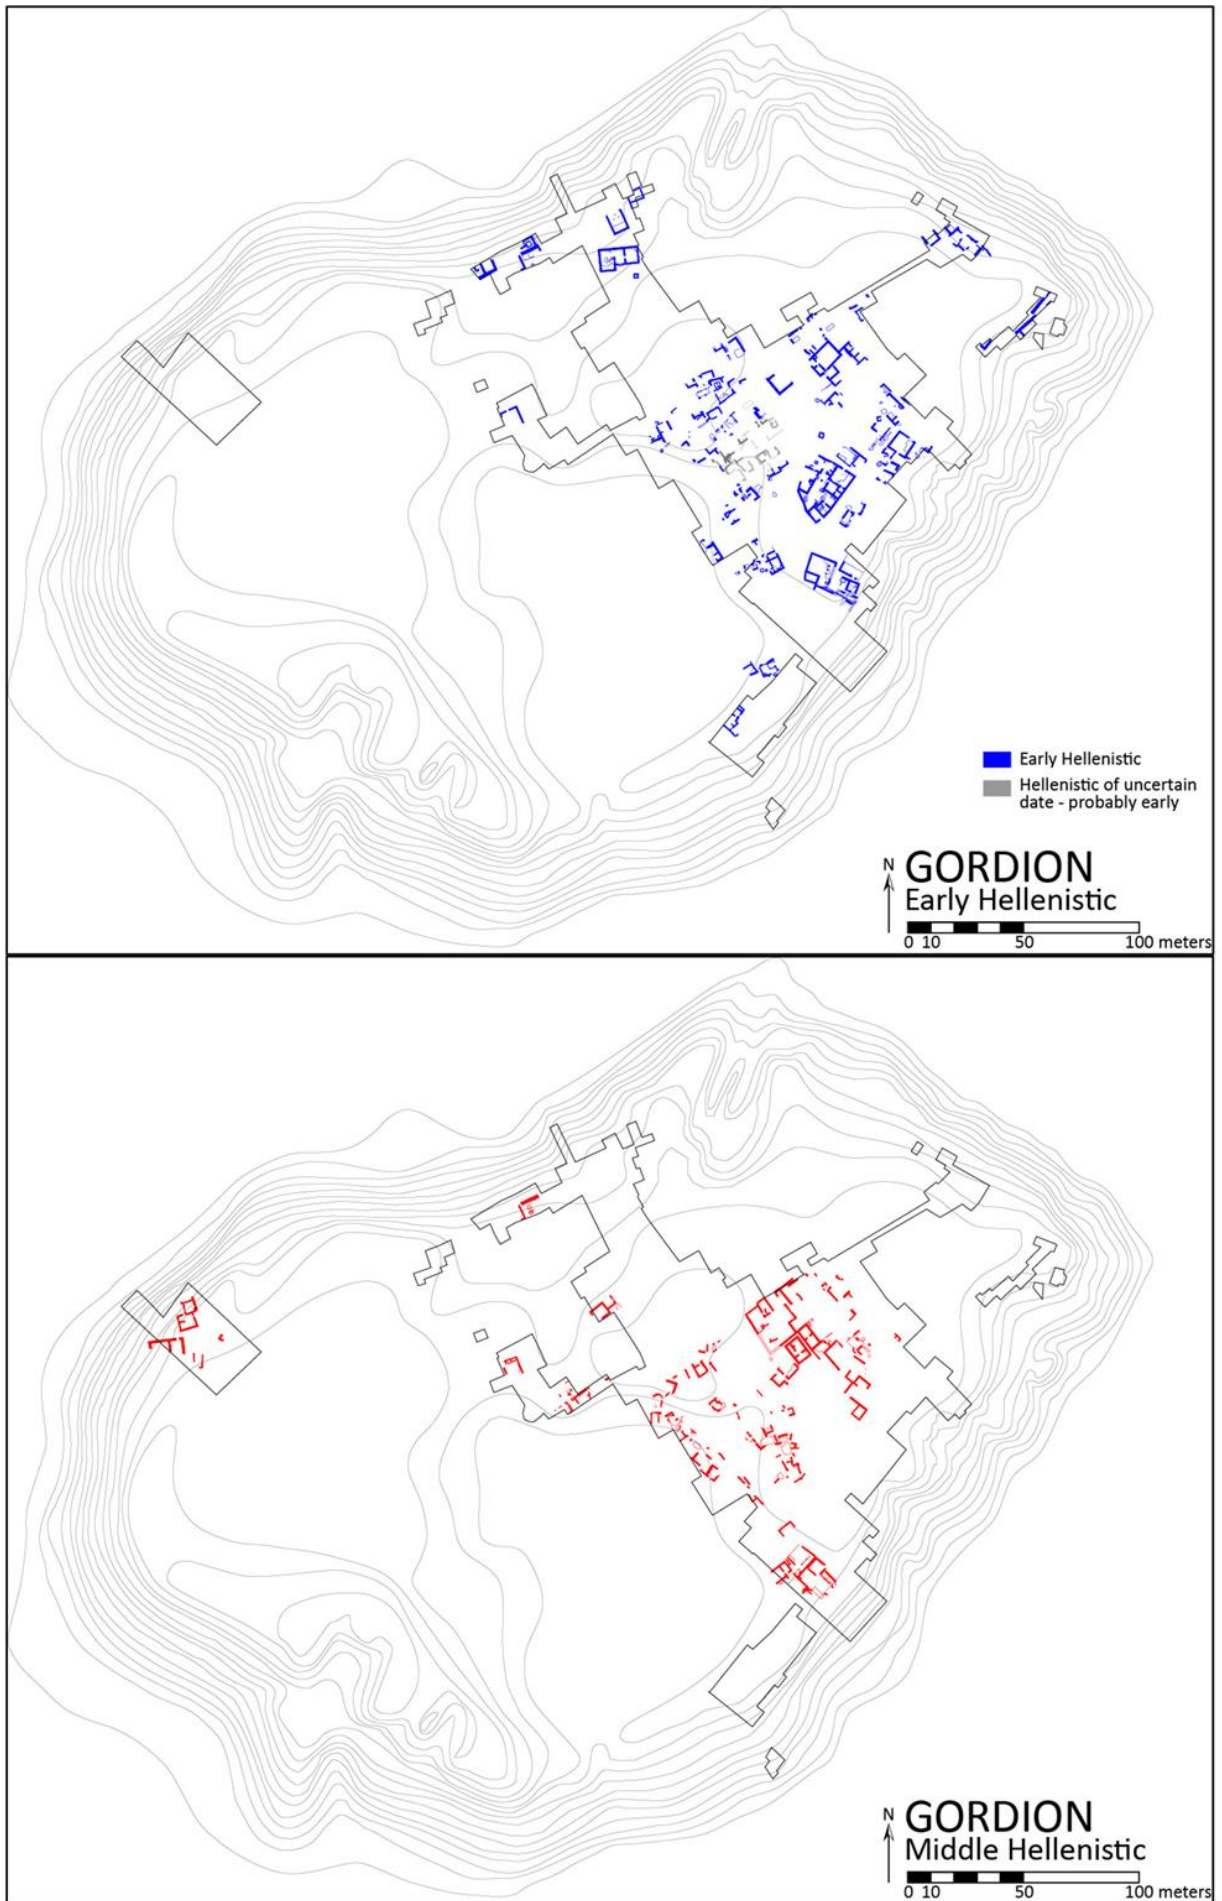 Early Hellenistic
Hellenistic of uncertain
date - probably early
N
GORDION
Early Hellenistic
0 10 50 100 meters
N
GORDION
Middle Hellenistic
0 10 50 100 meters